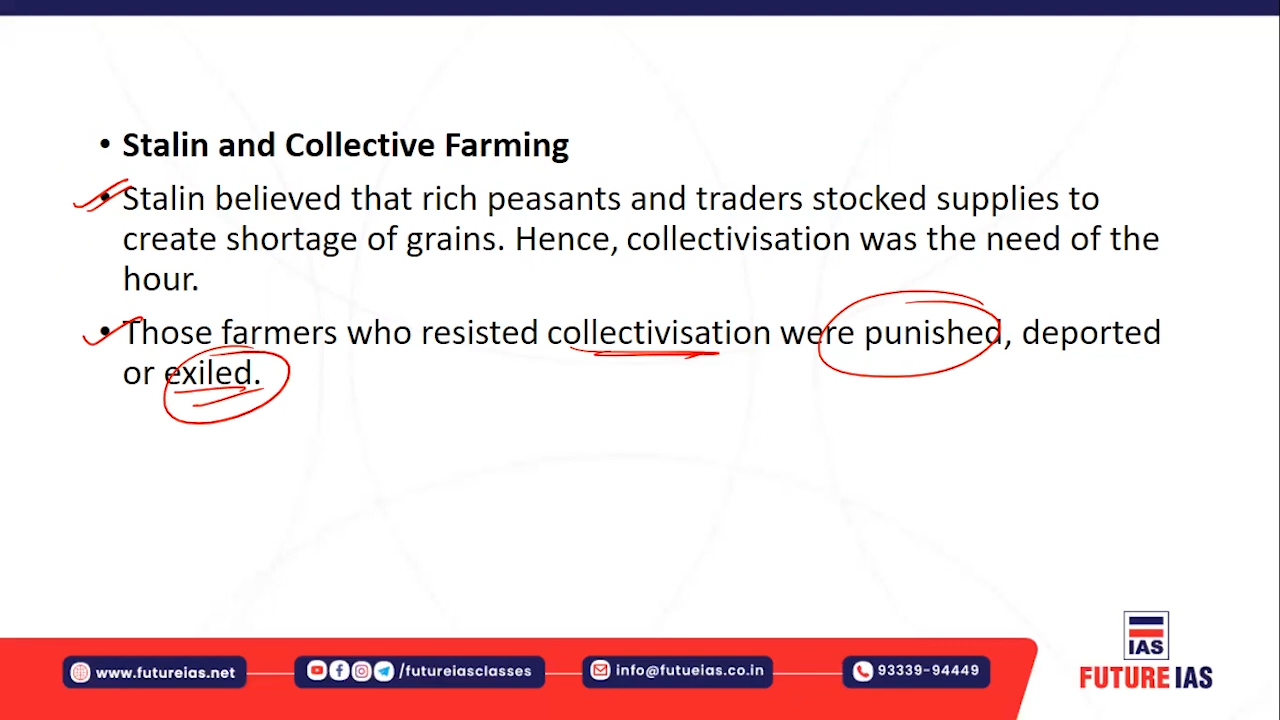 • Stalin and Collective Farming
• Stalin believed that rich peasants and traders stocked supplies to
create shortage of grains. Hence, collectivisation was the need of the
hour.
• Those farmers who resisted collectivisation were punished, deported
or exiled.
IAS
FUTURE IAS
www.futureias.net
/futureiasclasses
info@futueias.co.in
93339-94449